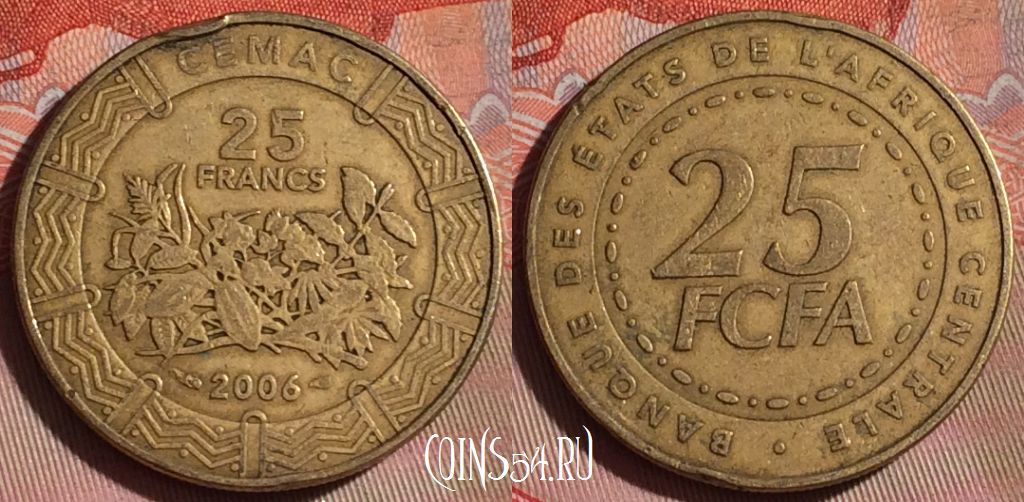 CEMAC
25
FRANCS
2006
BANQUE DES ÉTATS DE L'AFRIQUE CENTRALE
25
FCFA
COINS54.RU